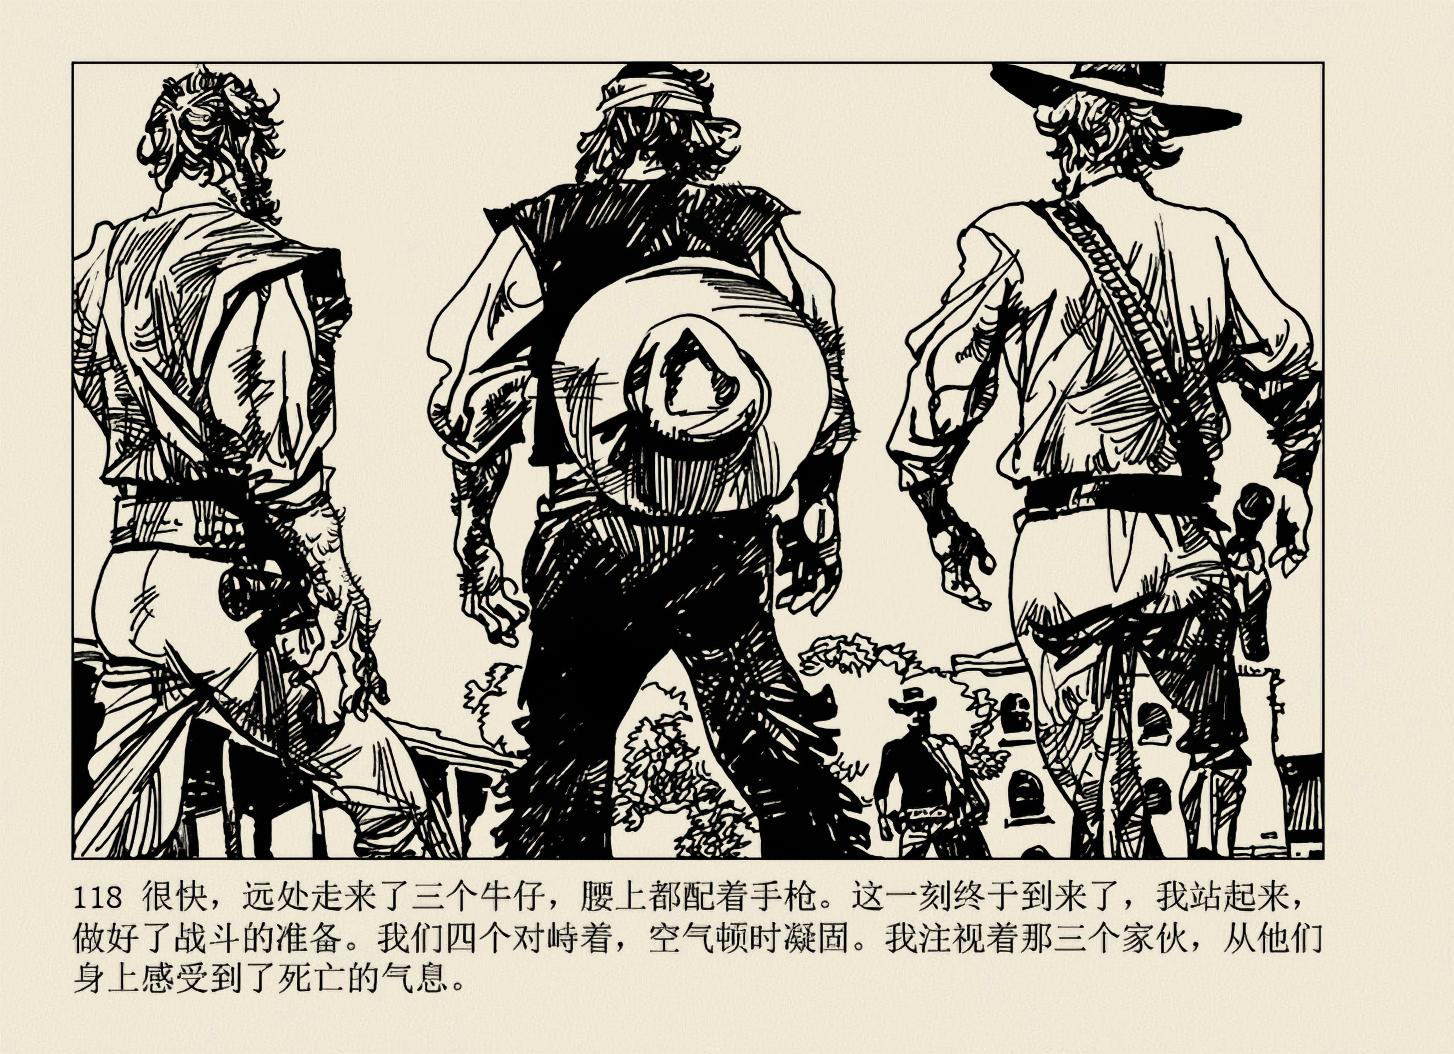 118 很快，远处走来了三个牛仔，腰上都配着手枪。这一刻终于到来了，我站起来，
做好了战斗的准备。我们四个对峙着，空气顿时凝固。我注视着那三个家伙，从他们
身上感受到了死亡的气息。